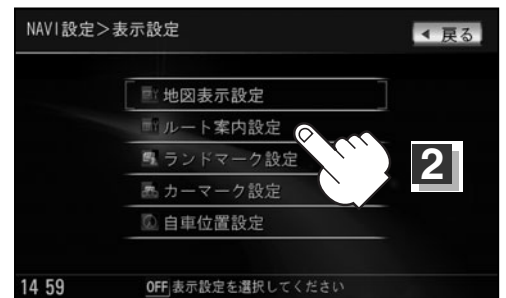 NAVI設定＞表示設定
◀ 戻る
地図表示設定
ルート案内設定
ランドマーク設定
2
カーマーク設定
自車位置設定
14 59
OFF 表示設定を選択してください